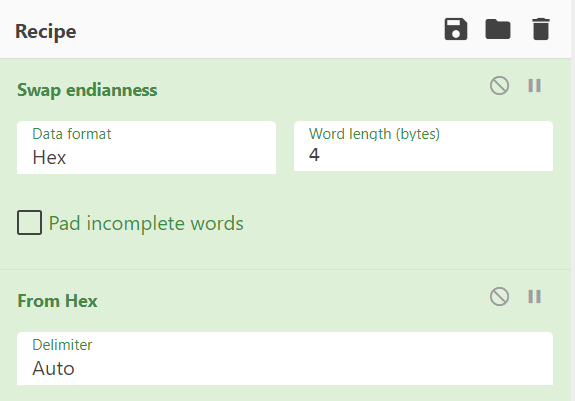 Recipe
Swap endianness
Data format
Hex
Word length (bytes)
4
Pad incomplete words
From Hex
Delimiter
Auto